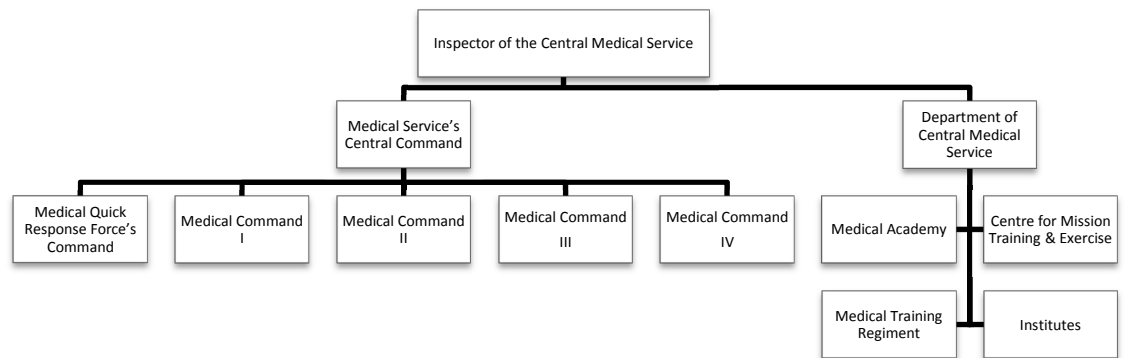 Inspector of the Central Medical Service
Medical Service’s
Central Command
Department of
Central Medical
Service
Medical Quick
Response Force’s
Command
Medical Command
I
Medical Command
II
Medical Command
III
Medical Command
IV
Medical Academy
Centre for Mission
Training & Exercise
Medical Training
Regiment
Institutes